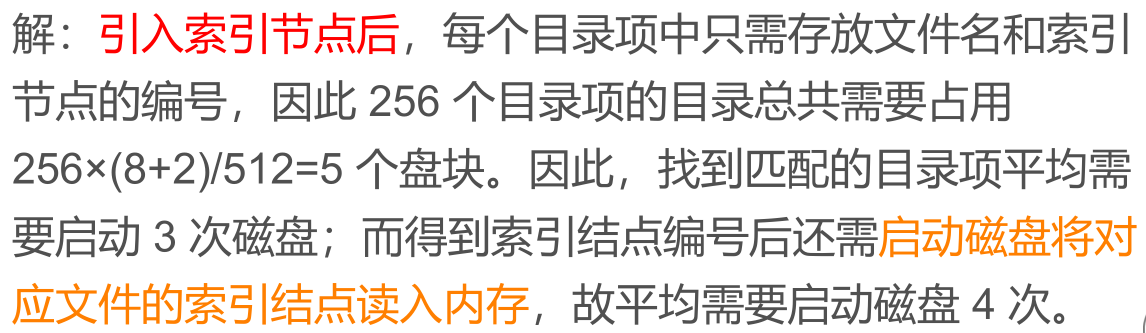 解：引入索引节点后，每个目录项中只需存放文件名和索引
节点的编号，因此 256 个目录项的目录总共需要占用
256×(8+2)/512=5 个盘块。因此，找到匹配的目录项平均需
要启动 3 次磁盘；而得到索引结点编号后还需启动磁盘将对
应文件的索引结点读入内存，故平均需要启动磁盘 4 次。